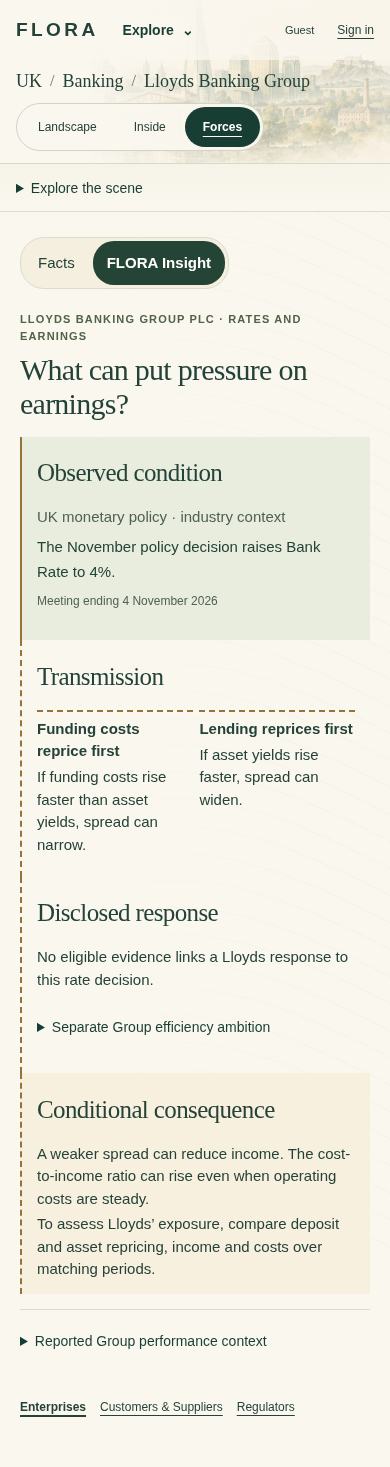 FLORA Explore Guest Sign in
UK / Banking / Lloyds Banking Group
Landscape Inside Forces
Explore the scene
Facts FLORA Insight
LLOYDS BANKING GROUP PLC · RATES AND
EARNINGS
What can put pressure on
earnings?
Observed condition
UK monetary policy · industry context
The November policy decision raises Bank
Rate to 4%.
Meeting ending 4 November 2026
Transmission
Funding costs
reprice first
If funding costs rise
faster than asset
yields, spread can
narrow.
Lending reprices first
If asset yields rise
faster, spread can
widen.
Disclosed response
No eligible evidence links a Lloyds response to
this rate decision.
Separate Group efficiency ambition
Conditional consequence
A weaker spread can reduce income. The cost-
to-income ratio can rise even when operating
costs are steady.
To assess Lloyds’ exposure, compare deposit
and asset repricing, income and costs over
matching periods.
Reported Group performance context
Enterprises Customers & Suppliers Regulators